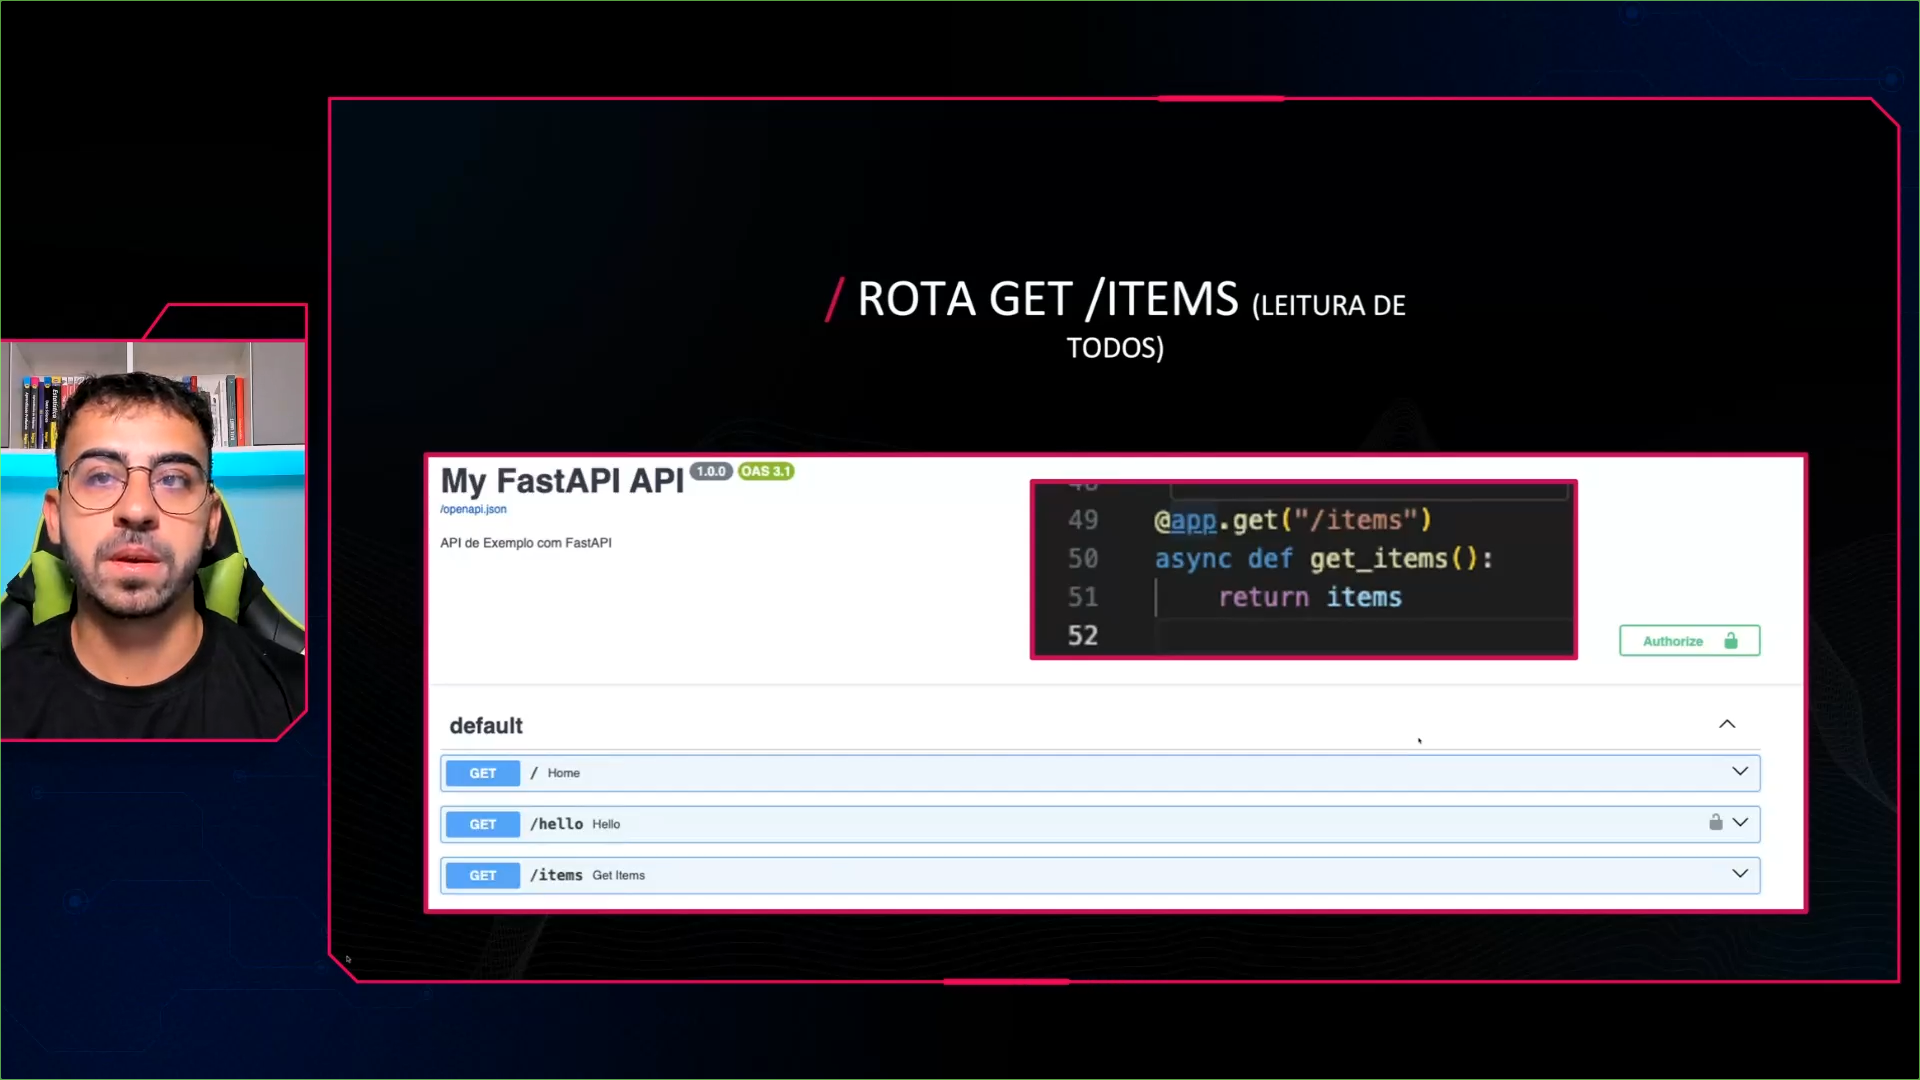 / ROTA GET /ITEMS (LEITURA DE
TODOS)
My FastAPI API 1.0.0 OAS 3.1
/openapi.json
API de Exemplo com FastAPI
49 @app.get("/items")
50 async def get_items():
51 return items
52
Authorize
default
GET / Home
GET /hello Hello
GET /items Get Items